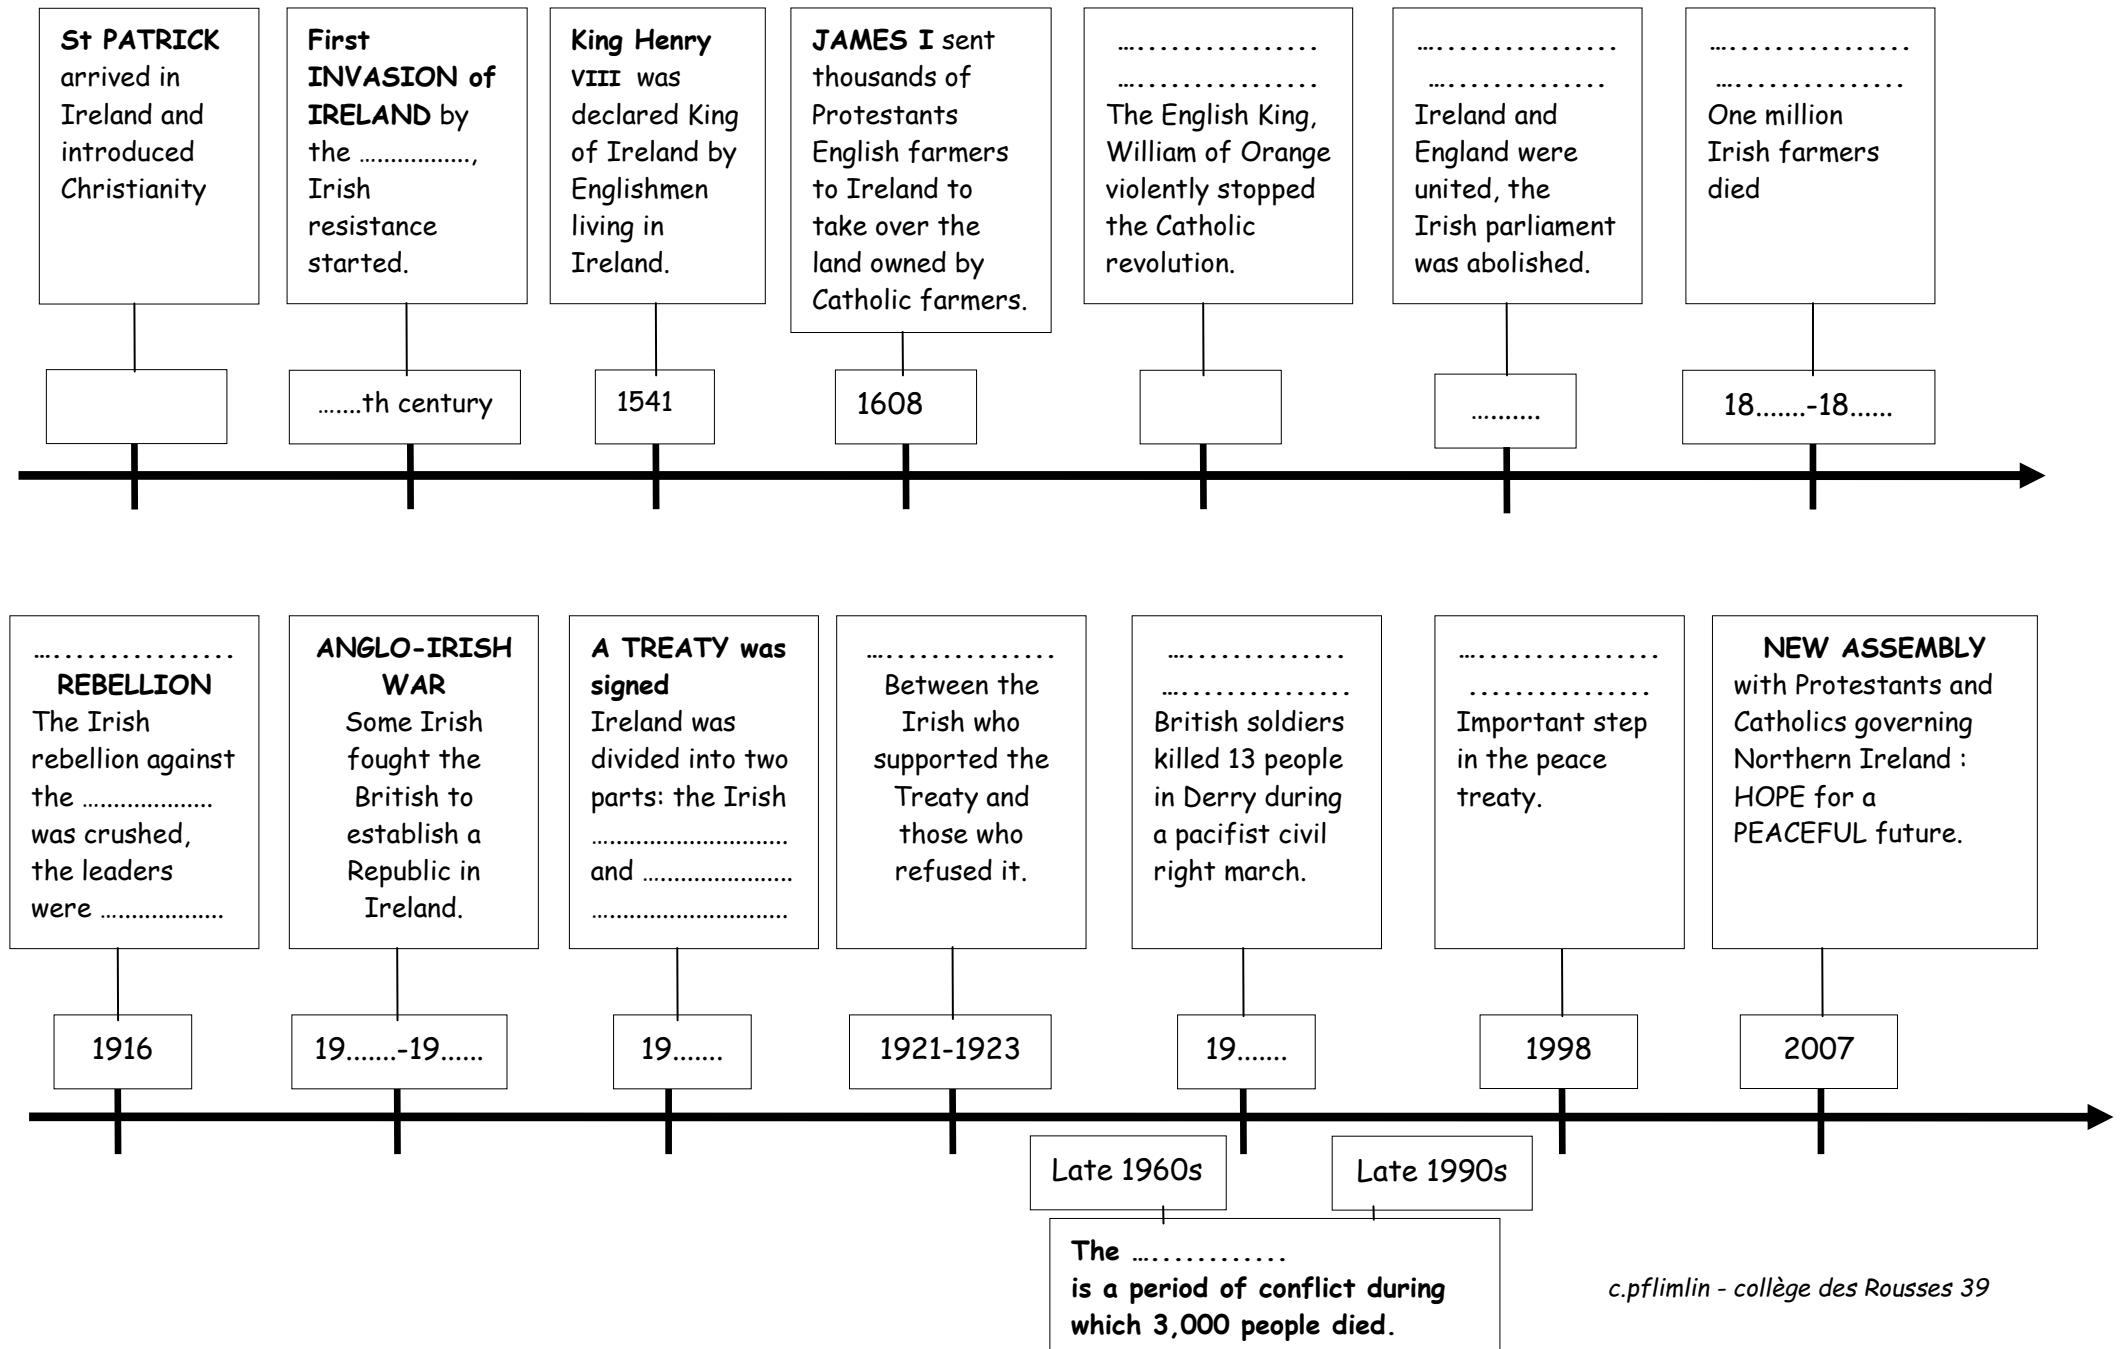 St PATRICK
arrived in
Ireland and
introduced
Christianity
First
INVASION of
IRELAND by
the …..............,
Irish
resistance
started.
King Henry
VIII was
declared King
of Ireland by
Englishmen
living in
Ireland.
JAMES I sent
thousands of
Protestants
English farmers
to Ireland to
take over the
land owned by
Catholic farmers.
…................
…................
The English King,
William of Orange
violently stopped
the Catholic
revolution.
…................
…...............
Ireland and
England were
united, the
Irish parliament
was abolished.
…................
…................
One million
Irish farmers
died
…....th century
1541
1608
….......
18.......-18......
…................
REBELLION
The Irish
rebellion against
the …..................
was crushed,
the leaders
were …................
ANGLO-IRISH
WAR
Some Irish
fought the
British to
establish a
Republic in
Ireland.
A TREATY was
signed
Ireland was
divided into two
parts: the Irish
…...........................
and ….....................
…...........................
…...............
Between the
Irish who
supported the
Treaty and
those who
refused it.
…..............
…...............
British soldiers
killed 13 people
in Derry during
a pacifist civil
right march.
…................
................
Important step
in the peace
treaty.
NEW ASSEMBLY
with Protestants and
Catholics governing
Northern Ireland :
HOPE for a
PEACEFUL future.
1916
19.......-19......
19.......
1921-1923
19.......
1998
2007
Late 1960s
Late 1990s
The ….............
is a period of conflict during
which 3,000 people died.
c.pflimlin - collège des Rousses 39